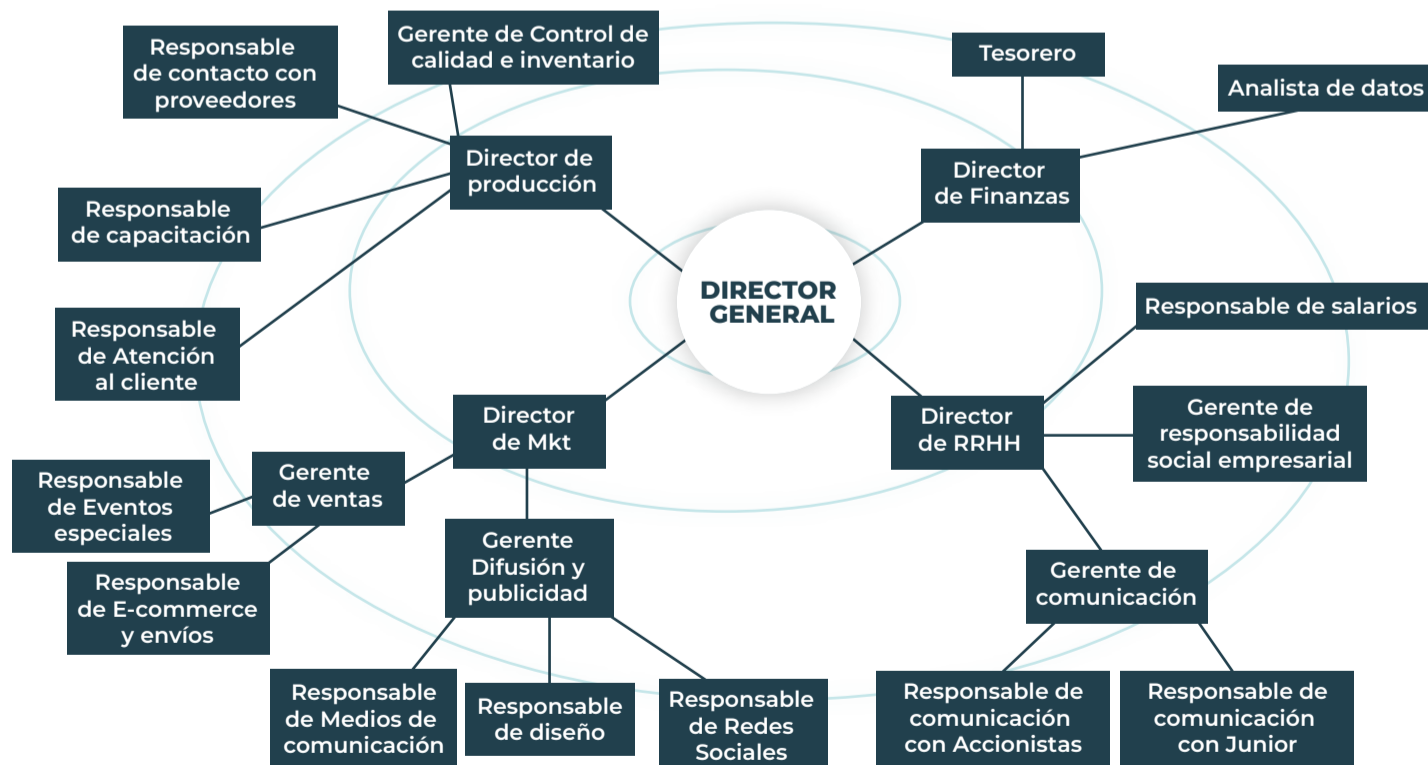 Responsable
de contacto con
proveedores
Gerente de Control de
calidad e inventario
Tesorero
Analista de datos
Director de
producción
Director
de Finanzas
Responsable
de capacitación
DIRECTOR
GENERAL
Responsable de salarios
Responsable
de Atención
al cliente
Director
de Mkt
Director
de RRHH
Gerente de
responsabilidad
social empresarial
Gerente
de ventas
Responsable
de Eventos
especiales
Gerente
Difusión y
publicidad
Gerente de
comunicación
Responsable
de E-commerce
y envíos
Responsable
de Medios de
comunicación
Responsable
de diseño
Responsable
de Redes
Sociales
Responsable de
comunicación
con Accionistas
Responsable de
comunicación
con Junior